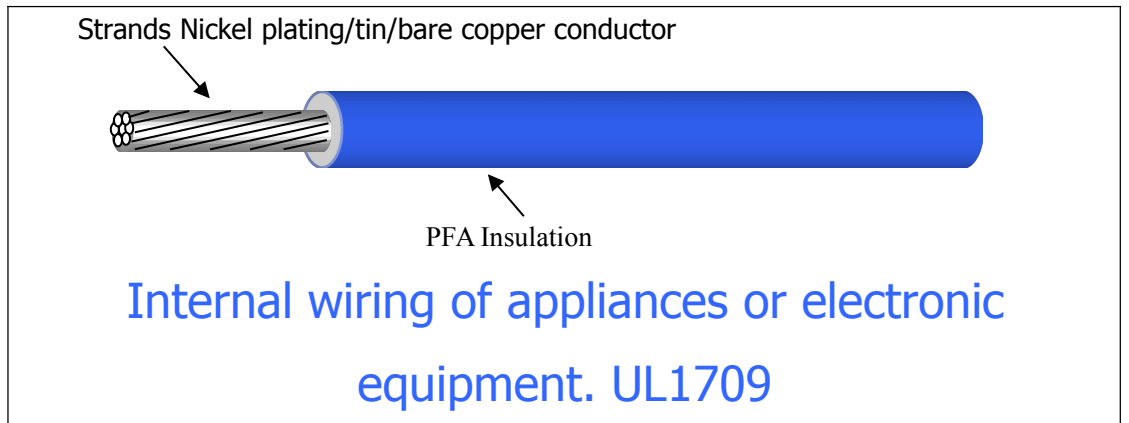 Strands Nickel plating/tin/bare copper conductor
PFA Insulation
Internal wiring of appliances or electronic
equipment. UL1709